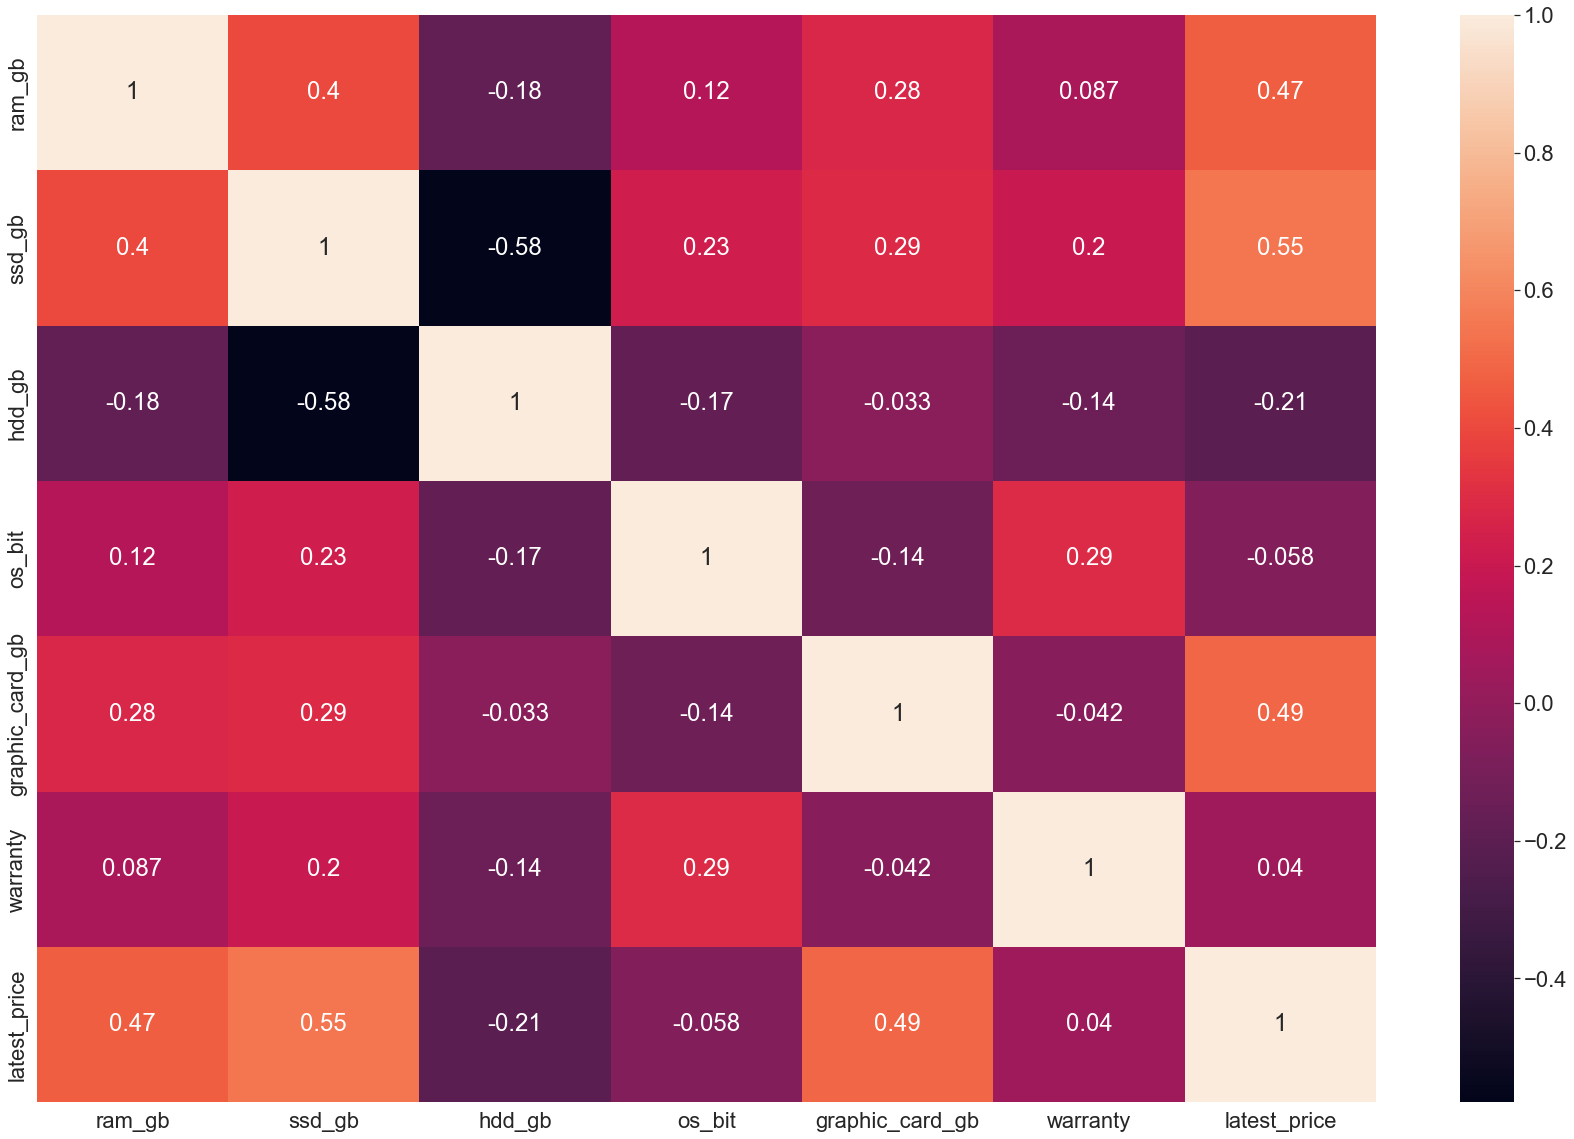 ram_gb 1 0.4 -0.18 0.12 0.28 0.087 0.47
ssd_gb 0.4 1 -0.58 0.23 0.29 0.2 0.55
hdd_gb -0.18 -0.58 1 -0.17 -0.033 -0.14 -0.21
os_bit 0.12 0.23 -0.17 1 -0.14 0.29 -0.058
graphic_card_gb 0.28 0.29 -0.033 -0.14 1 -0.042 0.49
warranty 0.087 0.2 -0.14 0.29 -0.042 1 0.04
latest_price 0.47 0.55 -0.21 -0.058 0.49 0.04 1
ram_gb ssd_gb hdd_gb os_bit graphic_card_gb warranty latest_price
1.0
0.8
0.6
0.4
0.2
0.0
−0.2
−0.4